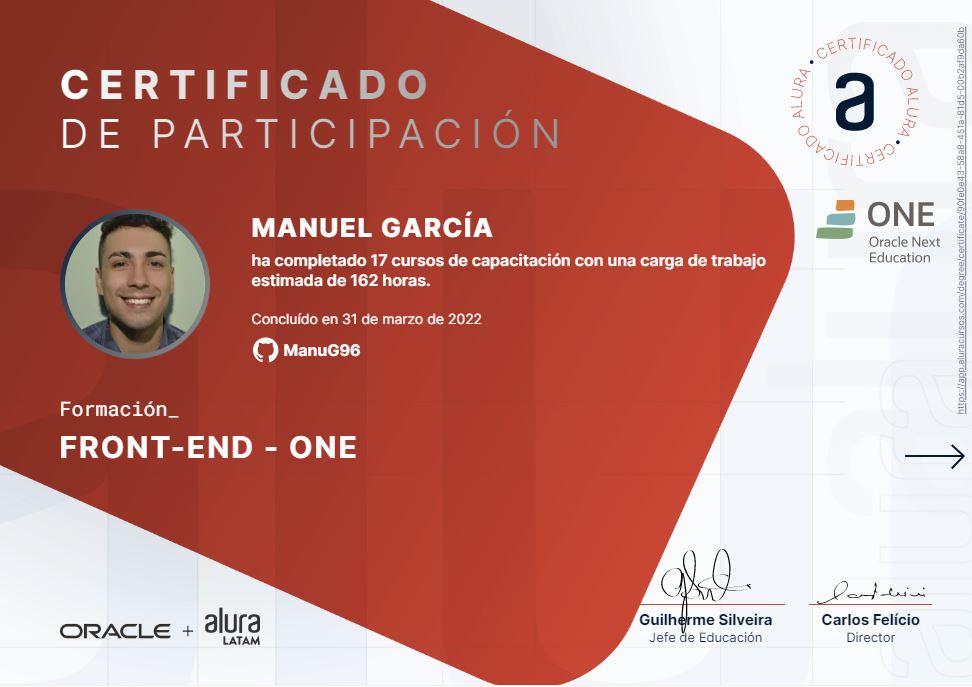 CERTIFICADO
DE PARTICIPACIÓN
CERTIFICADO ALURA • CERTIFICADO ALURA •
a
ONE
Oracle Next
Education
MANUEL GARCÍA
ha completado 17 cursos de capacitación con una carga de trabajo
estimada de 162 horas.
Concluído en 31 de marzo de 2022
ManuG96
Formación_
FRONT-END - ONE
https://app.aluracursos.com/degree/certificate/90fe0e43-58a8-451a-81d5-00b2af9da60b
ORACLE + alura
LATAM
Guilherme Silveira
Jefe de Educación
Carlos Felício
Director
alura